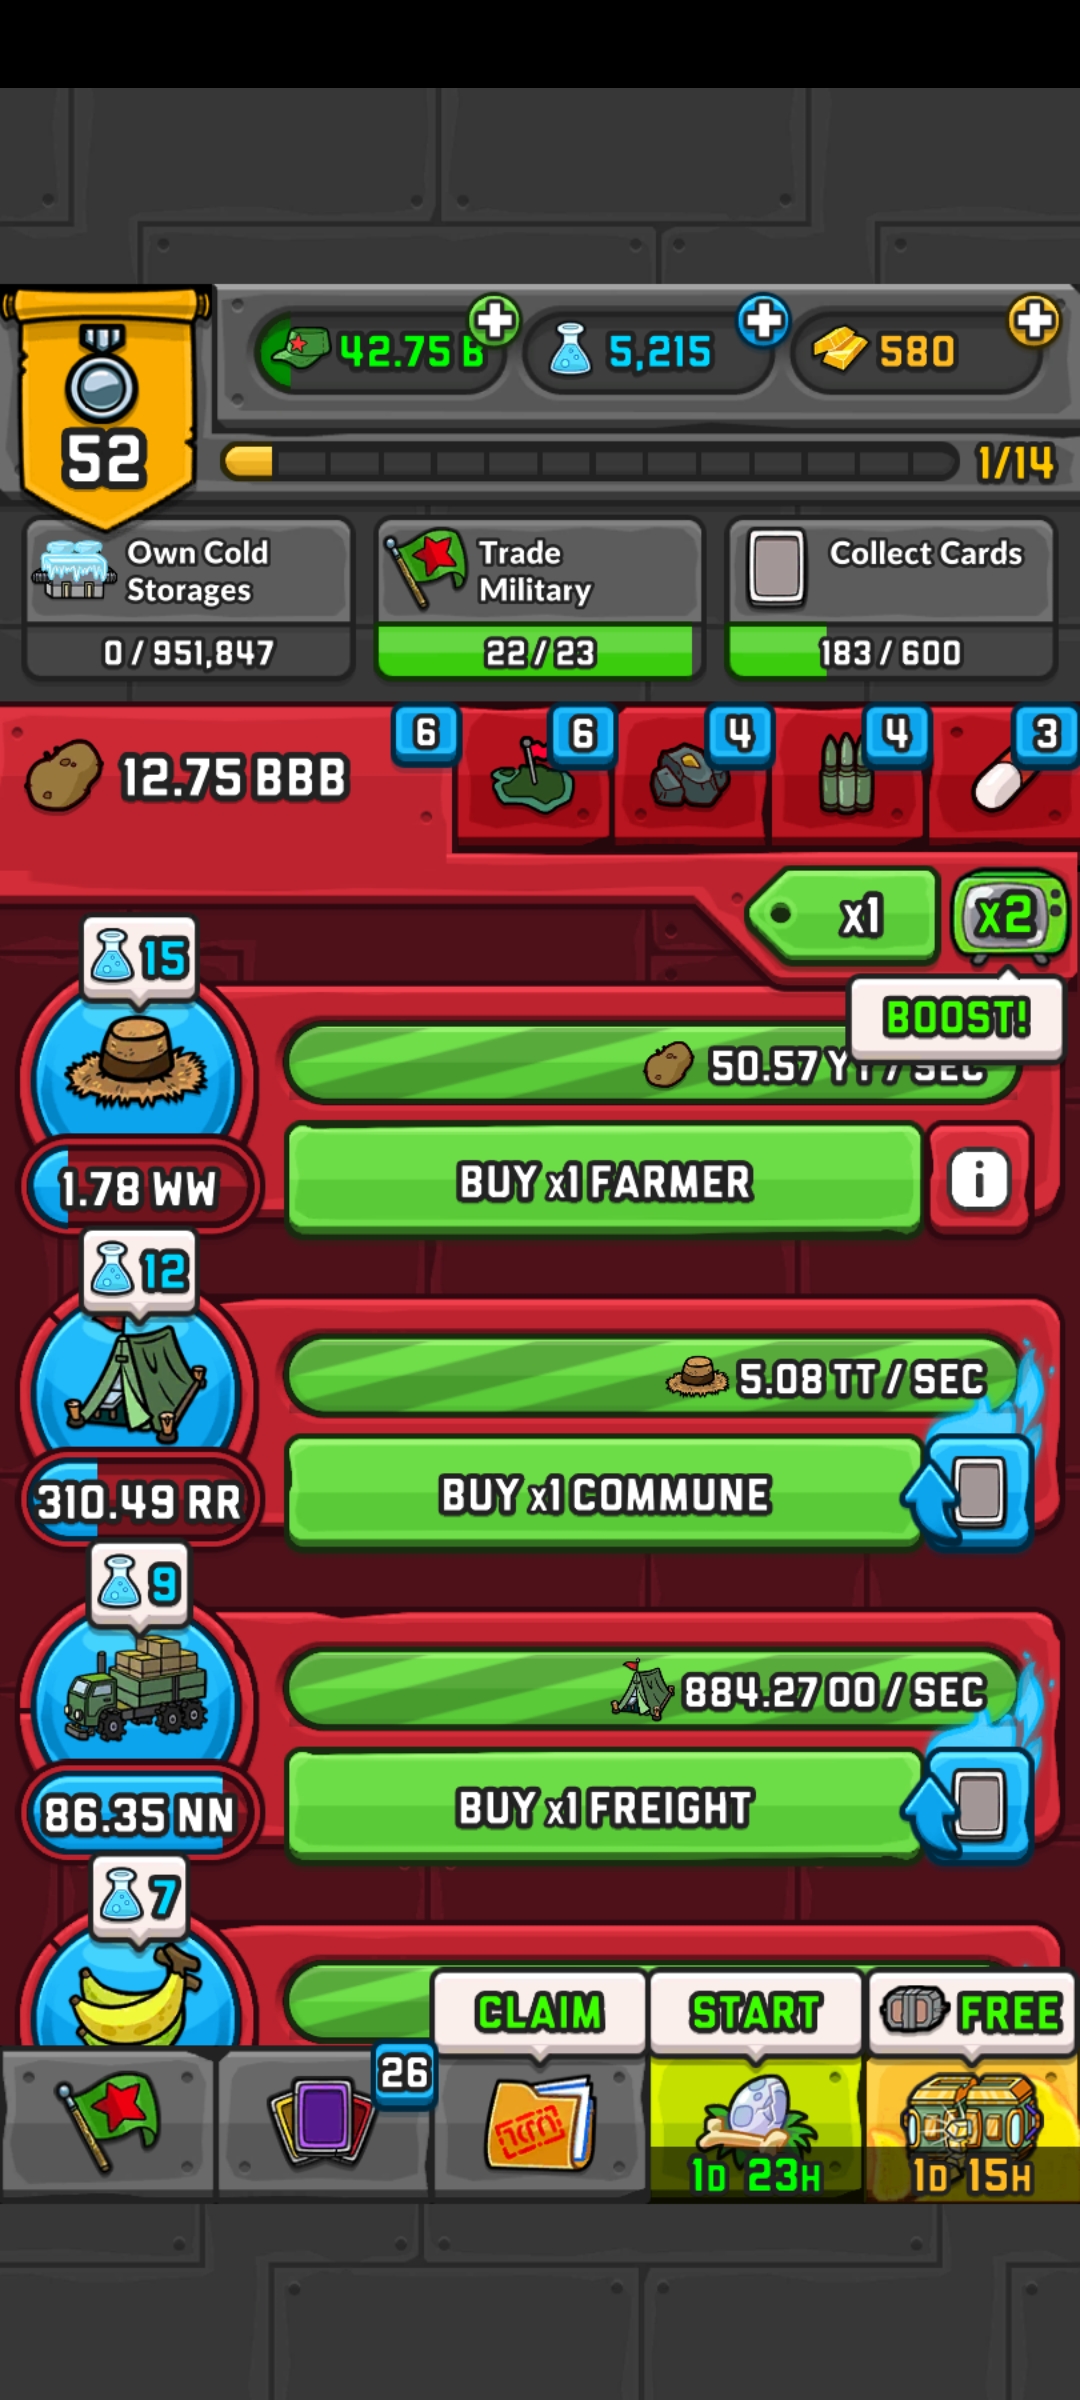 52
42.75 B
5,215
580
1/14
Own Cold
Storages
0 / 951,847
Trade
Military
22 / 23
Collect Cards
183 / 600
12.75 BBB
6
6
4
4
3
x1
x2
BOOST!
15
50.57 YY / SEC
1.78 WW
BUY x1 FARMER
i
12
5.08 TT / SEC
310.49 RR
BUY x1 COMMUNE
9
884.27 OO / SEC
86.35 NN
BUY x1 FREIGHT
7
CLAIM
START
FREE
26
1D 23H
1D 15H